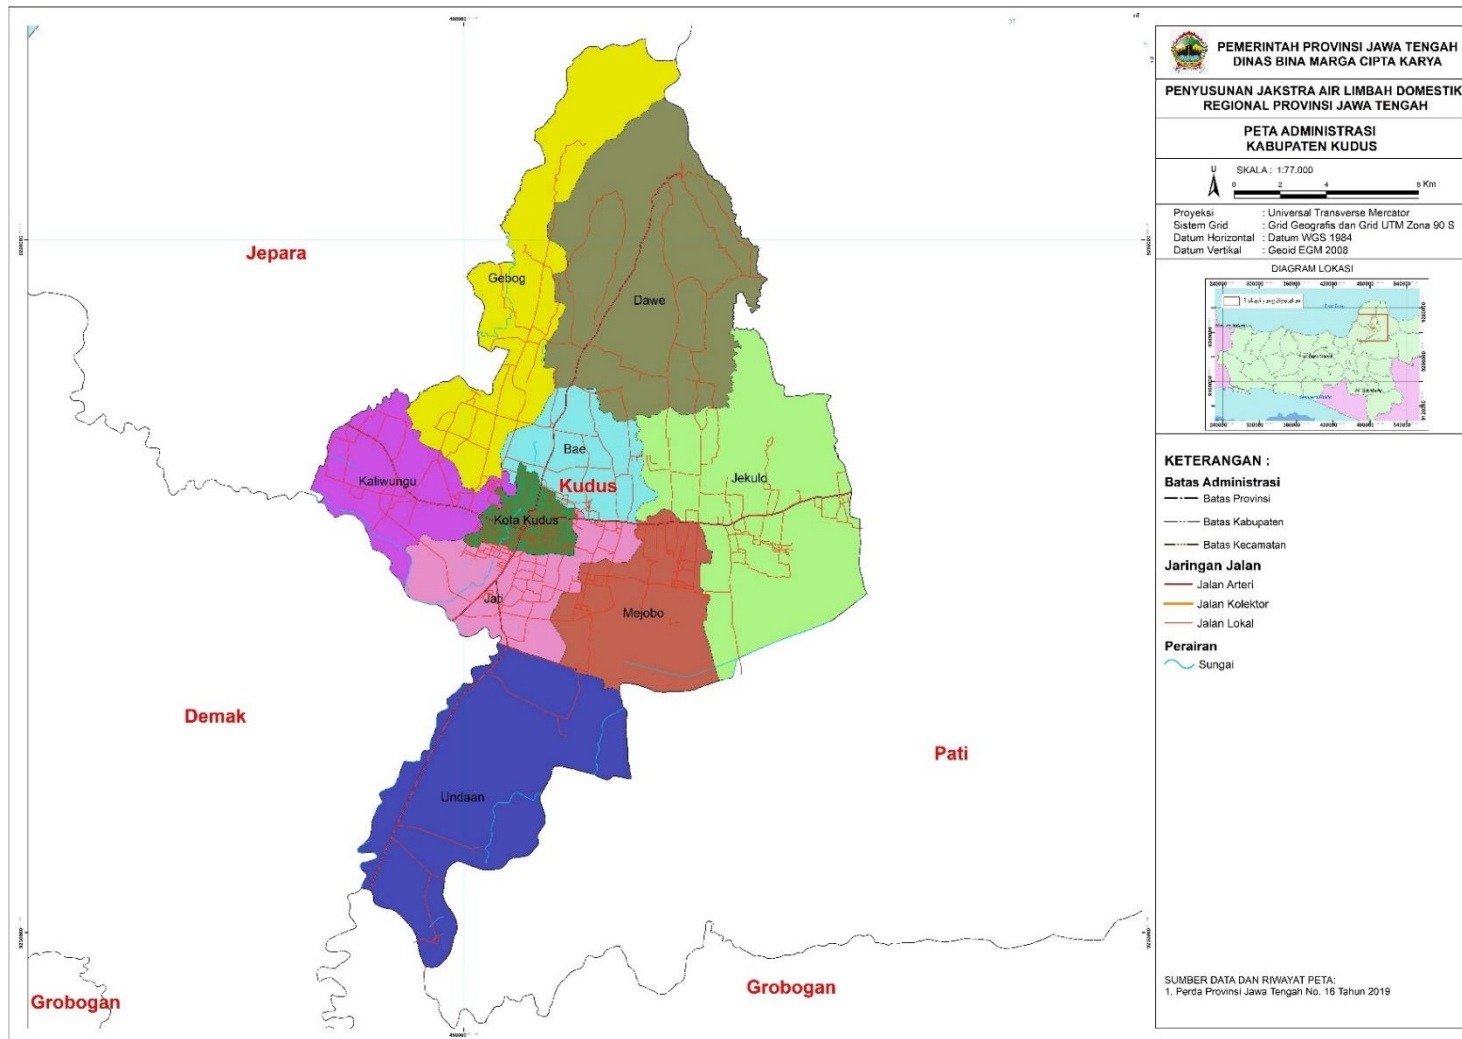 Jepara
Gebog
Dawe
Bae
Kaliwungu
Kudus
Jekulo
Kota Kudus
Jati
Mejobo
Demak
Pati
Undaan
Grobogan
Grobogan
PEMERINTAH PROVINSI JAWA TENGAH
DINAS BINA MARGA CIPTA KARYA
PENYUSUNAN JAKSTRA AIR LIMBAH DOMESTIK
REGIONAL PROVINSI JAWA TENGAH
PETA ADMINISTRASI
KABUPATEN KUDUS
U
SKALA : 1:77.000
0 2 4 8 Km
Proyeksi : Universal Transverse Mercator
Sistem Grid : Grid Geografis dan Grid UTM Zona 90 S
Datum Horizontal : Datum WGS 1984
Datum Vertikal : Geoid EGM 2008
DIAGRAM LOKASI
KETERANGAN :
Batas Administrasi
Batas Provinsi
Batas Kabupaten
Batas Kecamatan
Jaringan Jalan
Jalan Arteri
Jalan Kolektor
Jalan Lokal
Perairan
Sungai
SUMBER DATA DAN RIWAYAT PETA:
1. Perda Provinsi Jawa Tengah No. 16 Tahun 2019